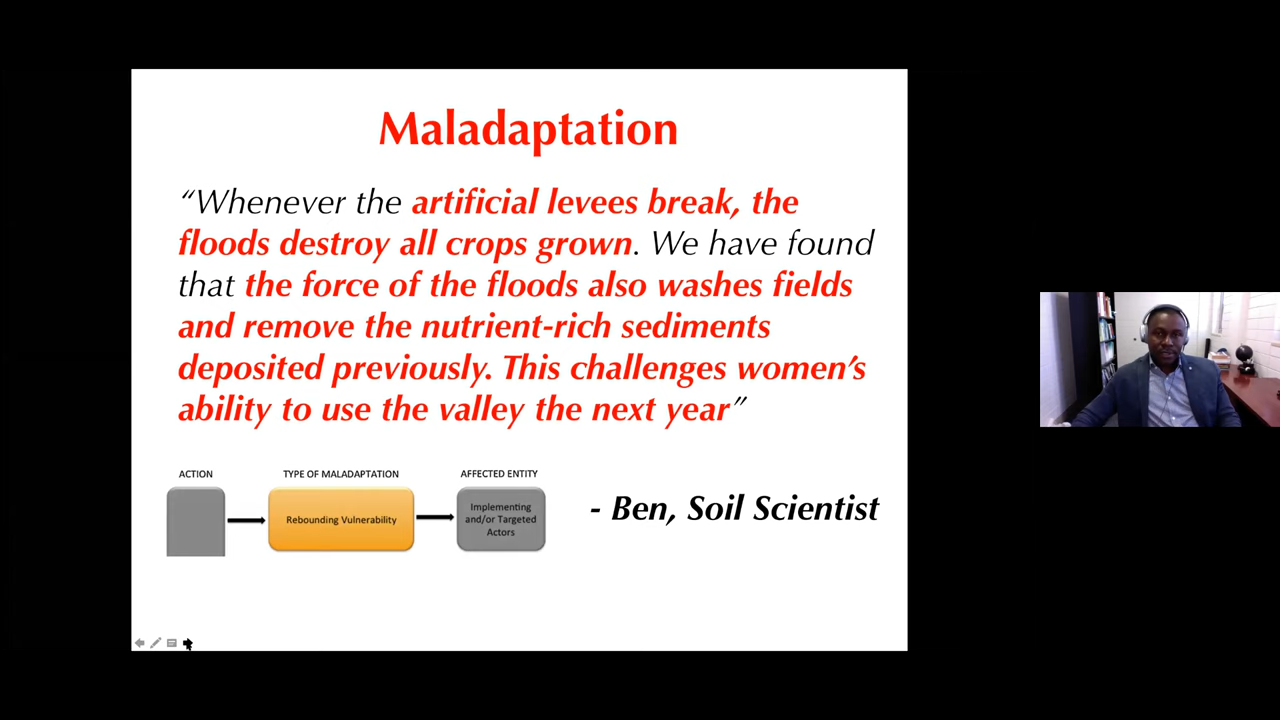 Maladaptation
“Whenever the artificial levees break, the
floods destroy all crops grown. We have found
that the force of the floods also washes fields
and remove the nutrient-rich sediments
deposited previously. This challenges women’s
ability to use the valley the next year”
ACTION
TYPE OF MALADAPTATION
AFFECTED ENTITY
Rebounding Vulnerability
Implementing
and/or Targeted
Actors
- Ben, Soil Scientist